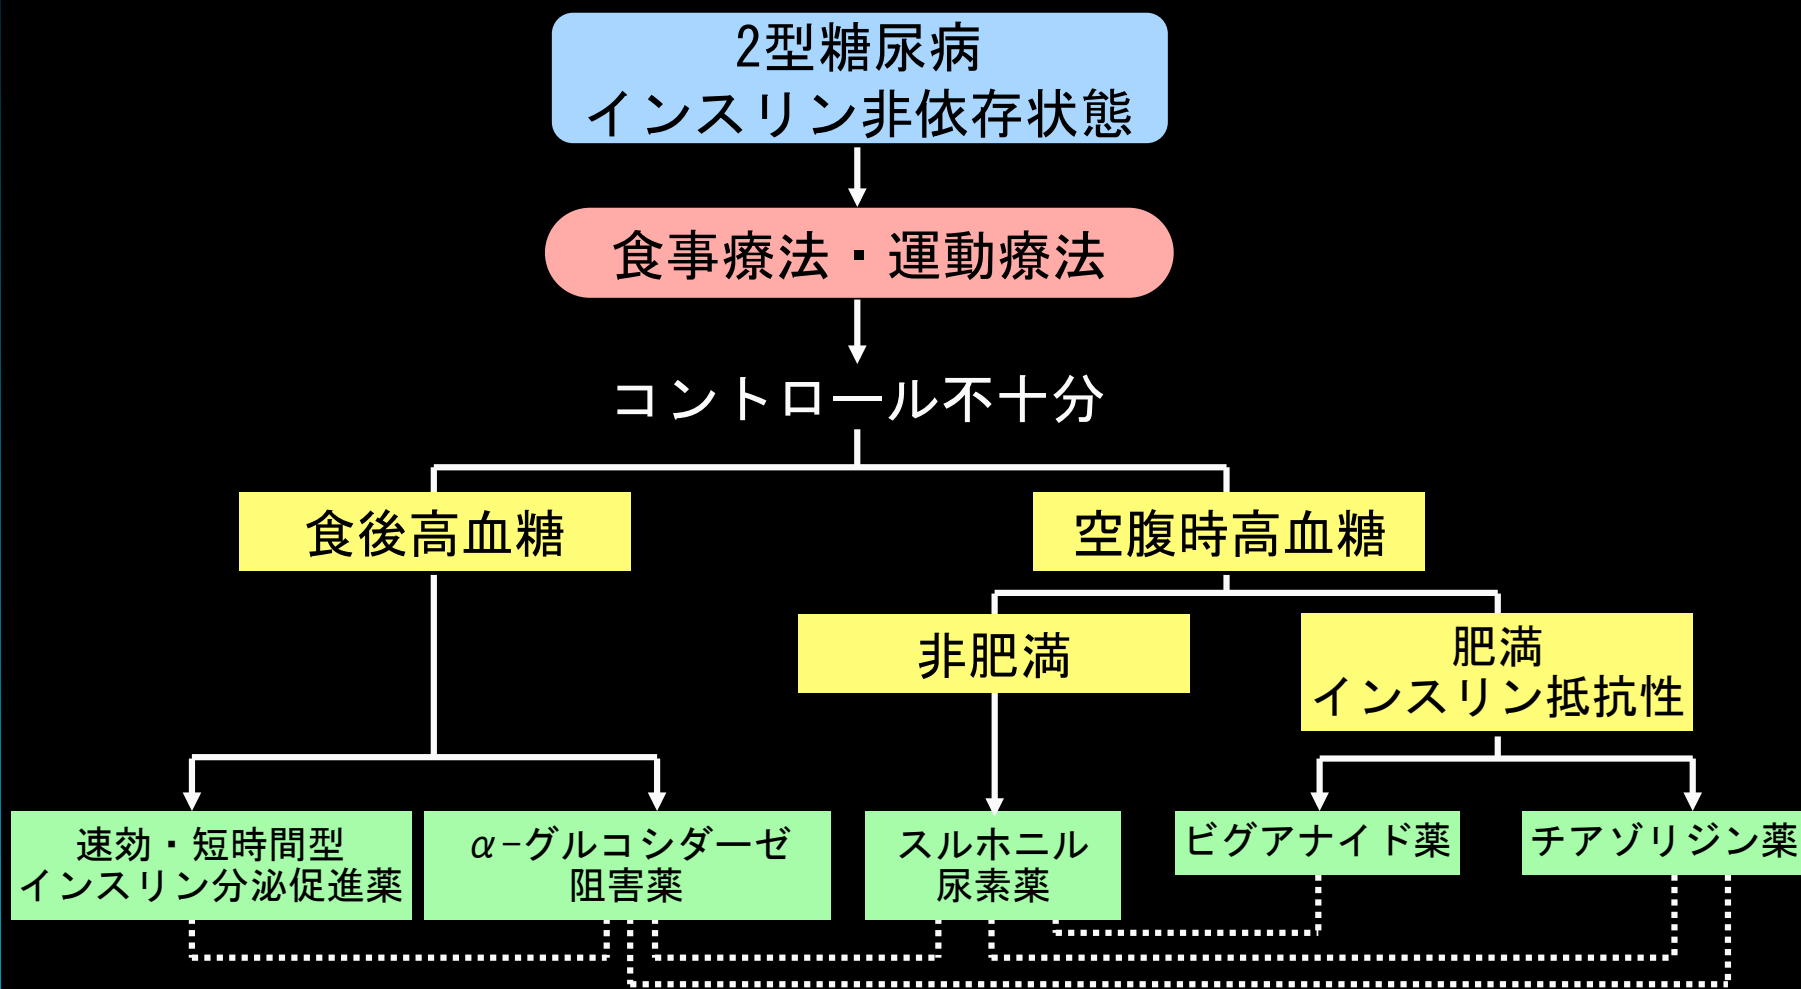 2型糖尿病
インスリン非依存状態
食事療法・運動療法
コントロール不十分
食後高血糖
空腹時高血糖
非肥満
肥満
インスリン抵抗性
速効・短時間型
インスリン分泌促進薬
α-グルコシダーゼ
阻害薬
スルホニル
尿素薬
ビグアナイド薬
チアゾリジン薬